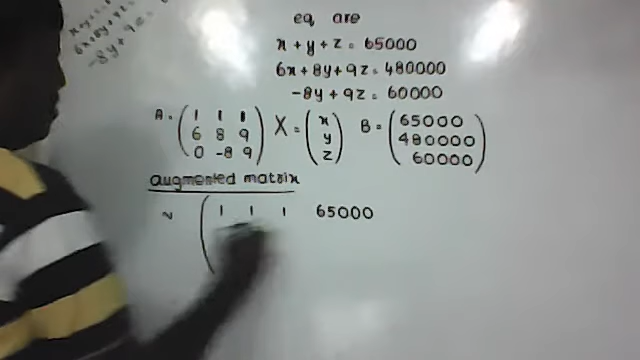 eq are
x + y + z = 65000
6x + 8y + 9z = 480000
-8y + 9z = 60000
A = ( 1 1 1 X = ( x B = ( 65000
6 8 9 y 480000
0 -8 9 ) z ) 60000 )
augmented matrix
~ ( 1 1 1 65000